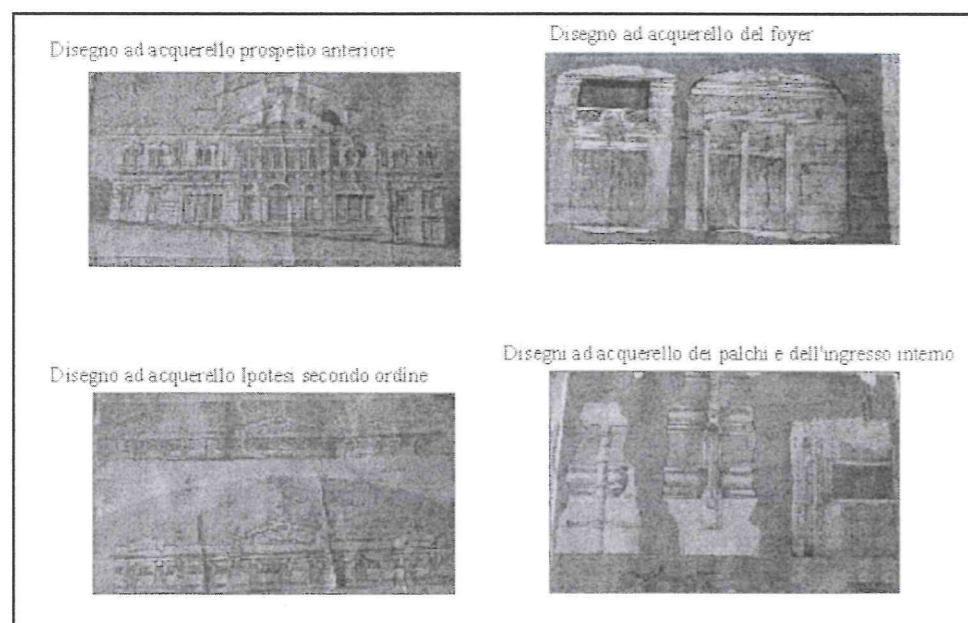 Disegno ad acquerello prospetto anteriore
Disegno ad acquerello del foyer
Disegno ad acquerello Ipotesi secondo ordine
Disegni ad acquerello dei palchi e dell'ingresso interno